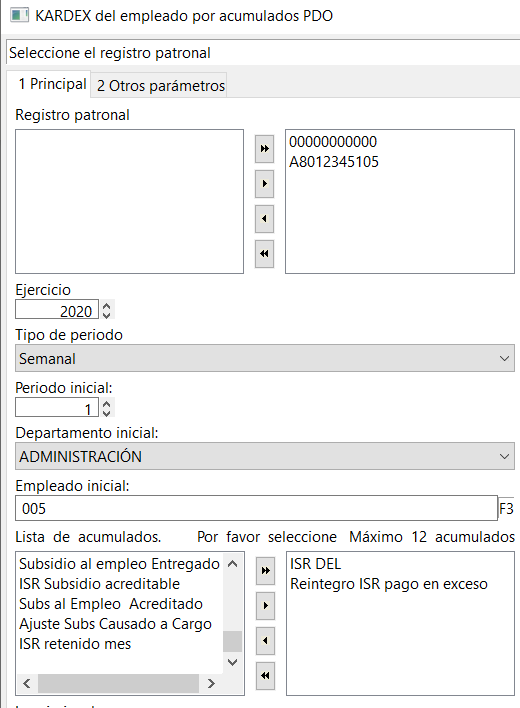 KARDEX del empleado por acumulados PDO
Seleccione el registro patronal
1 Principal
2 Otros parámetros
Registro patronal
00000000000
A8012345105
Ejercicio
2020
Tipo de periodo
Semanal
Periodo inicial:
1
Departamento inicial:
ADMINISTRACIÓN
Empleado inicial:
005
F3
Lista de acumulados. Por favor seleccione Máximo 12 acumulados
Subsidio al empleo Entregado
ISR Subsidio acreditable
Subs al Empleo Acreditado
Ajuste Subs Causado a Cargo
ISR retenido mes
ISR DEL
Reintegro ISR pago en exceso